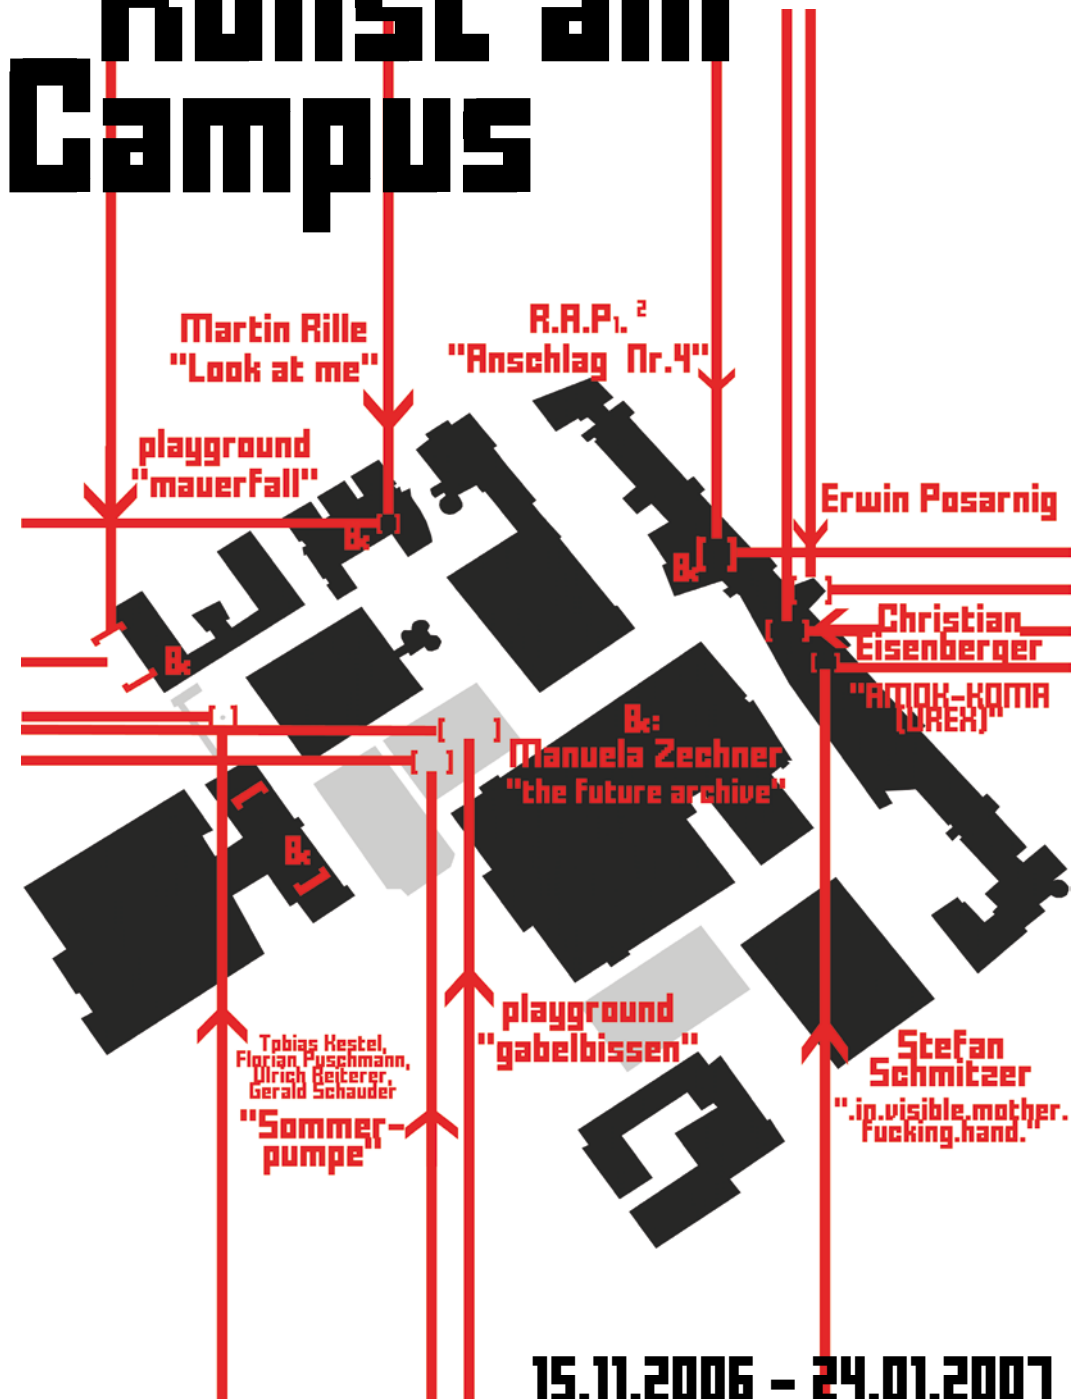 Kunst am
Campus
Martin Rille
"Look at me"
R.A.P1. 2
"Anschlag Nr.4"
playground
"mauerfall"
Erwin Posarnig
&:
&:
Christian
Eisenberger
"AMOK-KOMA
(UREX)"
&:
&:
Manuela Zechner
"the future archive"
&:
playground
"gabelbissen"
Tobias Kestel,
Florian Puschmann,
Ulrich Reiterer,
Gerald Schauder
"Sommer-
pumpe"
Stefan
Schmitzer
".in.visible.mother.
fucking.hand."
15.11.2006 - 24.01.2007